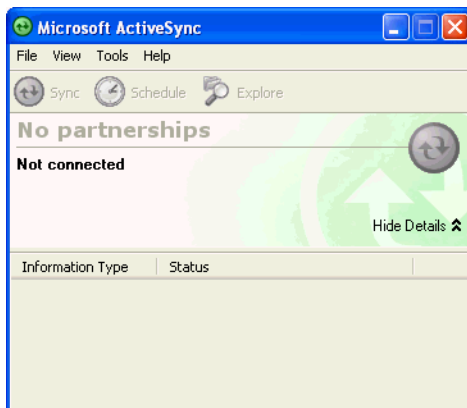 Microsoft ActiveSync
File View Tools Help
Sync Schedule Explore
No partnerships
Not connected
Hide Details
Information Type Status